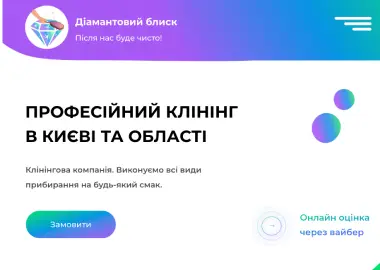 Діамантовий блиск
Після нас буде чисто!
ПРОФЕСІЙНИЙ КЛІНІНГ
В КИЄВІ ТА ОБЛАСТІ
Клінінгова компанія. Виконуємо всі види
прибирання на будь-який смак.
Замовити
Онлайн оцінка
через вайбер